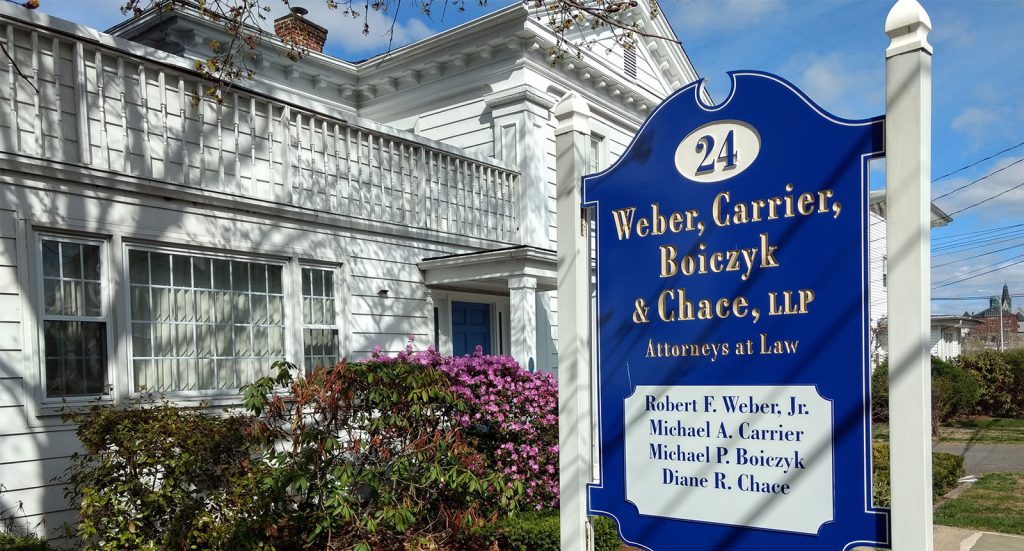 24
Weber, Carrier,
Boiczyk
& Chace, LLP
Attorneys at Law
Robert F. Weber, Jr.
Michael A. Carrier
Michael P. Boiczyk
Diane R. Chace